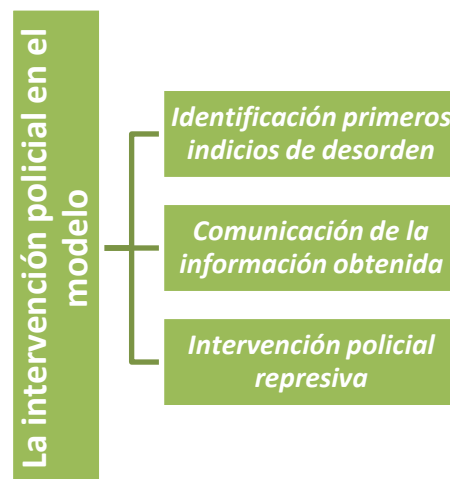 La intervención policial en el
modelo
Identificación primeros
indicios de desorden
Comunicación de la
información obtenida
Intervención policial
represiva